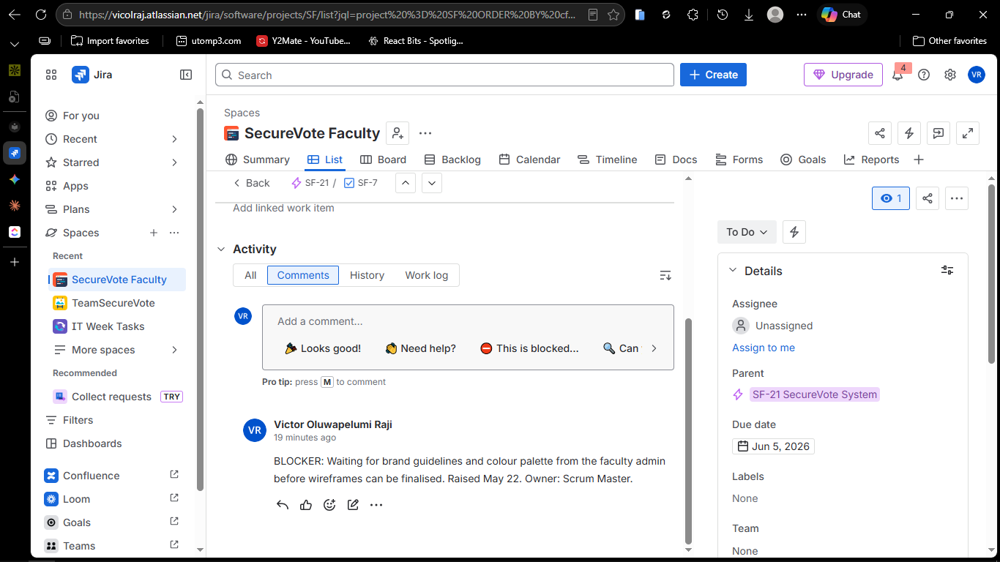 https://vicolraj.atlassian.net/jira/software/projects/SF/list?jql=project%20%3D%20SF%20ORDER%20BY%20cf...
Chat
Import favorites
utomp3.com
Y2Mate - YouTube...
React Bits - Spotlig...
Other favorites
Jira
Search
Create
Upgrade
4
VR
For you
Recent
Starred
Apps
Plans
Spaces
Recent
SecureVote Faculty
TeamSecureVote
IT Week Tasks
More spaces
Recommended
Collect requests TRY
Filters
Dashboards
Confluence
Loom
Goals
Teams
Spaces
SecureVote Faculty
Summary
List
Board
Backlog
Calendar
Timeline
Docs
Forms
Goals
Reports
Back
SF-21 / SF-7
Add linked work item
Activity
All
Comments
History
Work log
VR
Add a comment...
Looks good!
Need help?
This is blocked...
Can
Pro tip: press M to comment
VR
Victor Oluwapelumi Raji
19 minutes ago
BLOCKER: Waiting for brand guidelines and colour palette from the faculty admin
before wireframes can be finalised. Raised May 22. Owner: Scrum Master.
1
To Do
Details
Assignee
Unassigned
Assign to me
Parent
SF-21 SecureVote System
Due date
Jun 5, 2026
Labels
None
Team
None